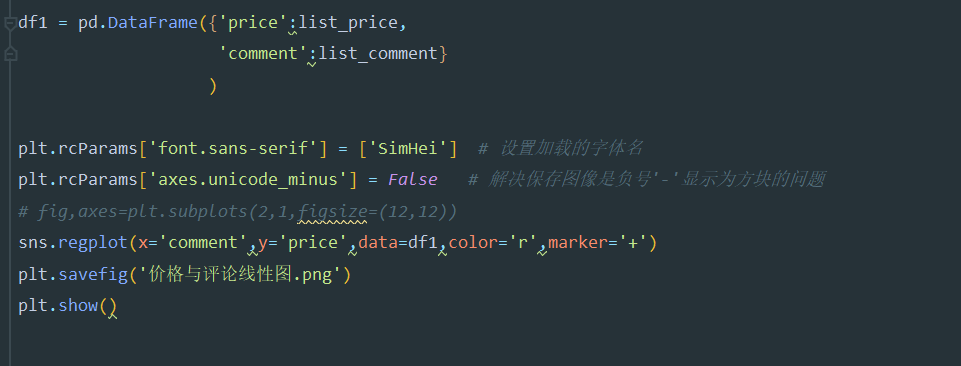 df1 = pd.DataFrame({'price':list_price,
'comment':list_comment}
)
plt.rcParams['font.sans-serif'] = ['SimHei']  # 设置加载的字体名
plt.rcParams['axes.unicode_minus'] = False   # 解决保存图像是负号'-'显示为方块的问题
# fig,axes=plt.subplots(2,1,figsize=(12,12))
sns.regplot(x='comment',y='price',data=df1,color='r',marker='+')
plt.savefig('价格与评论线性图.png')
plt.show()